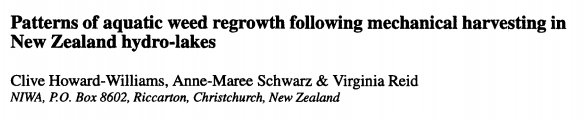 Patterns of aquatic weed regrowth following mechanical harvesting in
New Zealand hydro-lakes
Clive Howard-Williams, Anne-Maree Schwarz & Virginia Reid
NIWA, P.O. Box 8602, Riccarton, Christchurch, New Zealand